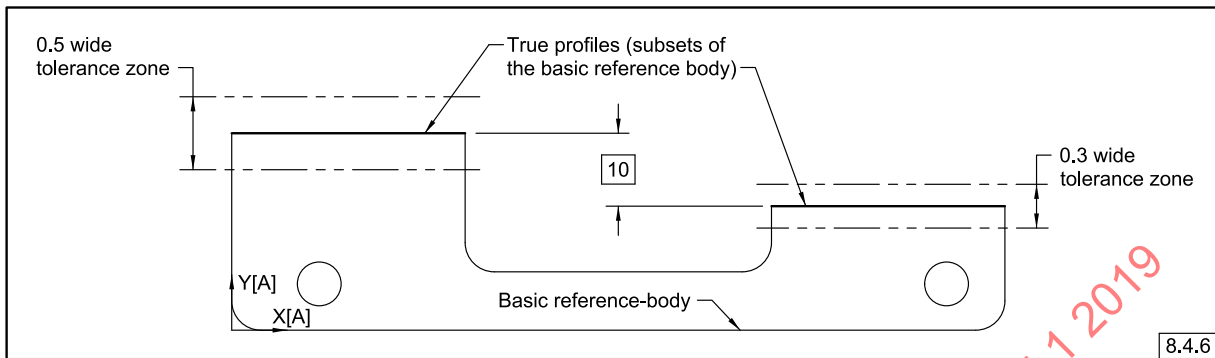 0.5 wide
tolerance zone
True profiles (subsets of
the basic reference body)
10
0.3 wide
tolerance zone
Y[A]
X[A]
Basic reference-body
1 2019
8.4.6